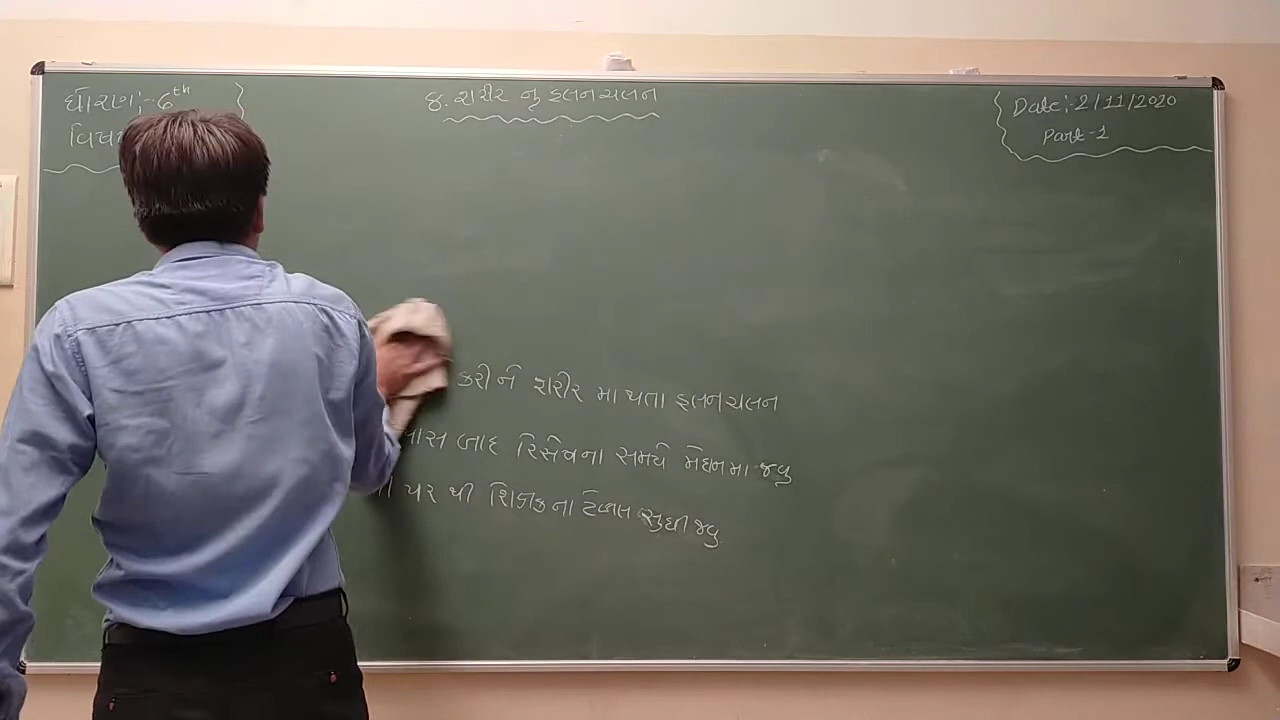 ધોરણ:-6th
૪. શરીર નુ હલનચલન
Date:-2/11/2020
Part-1
કરીને શરીર મા થતા હલનચલન
બાદ રિસેષના સમયે મેદાનમા જવુ
પર થી શિક્ષકના ટેબલ સુધી જવુ